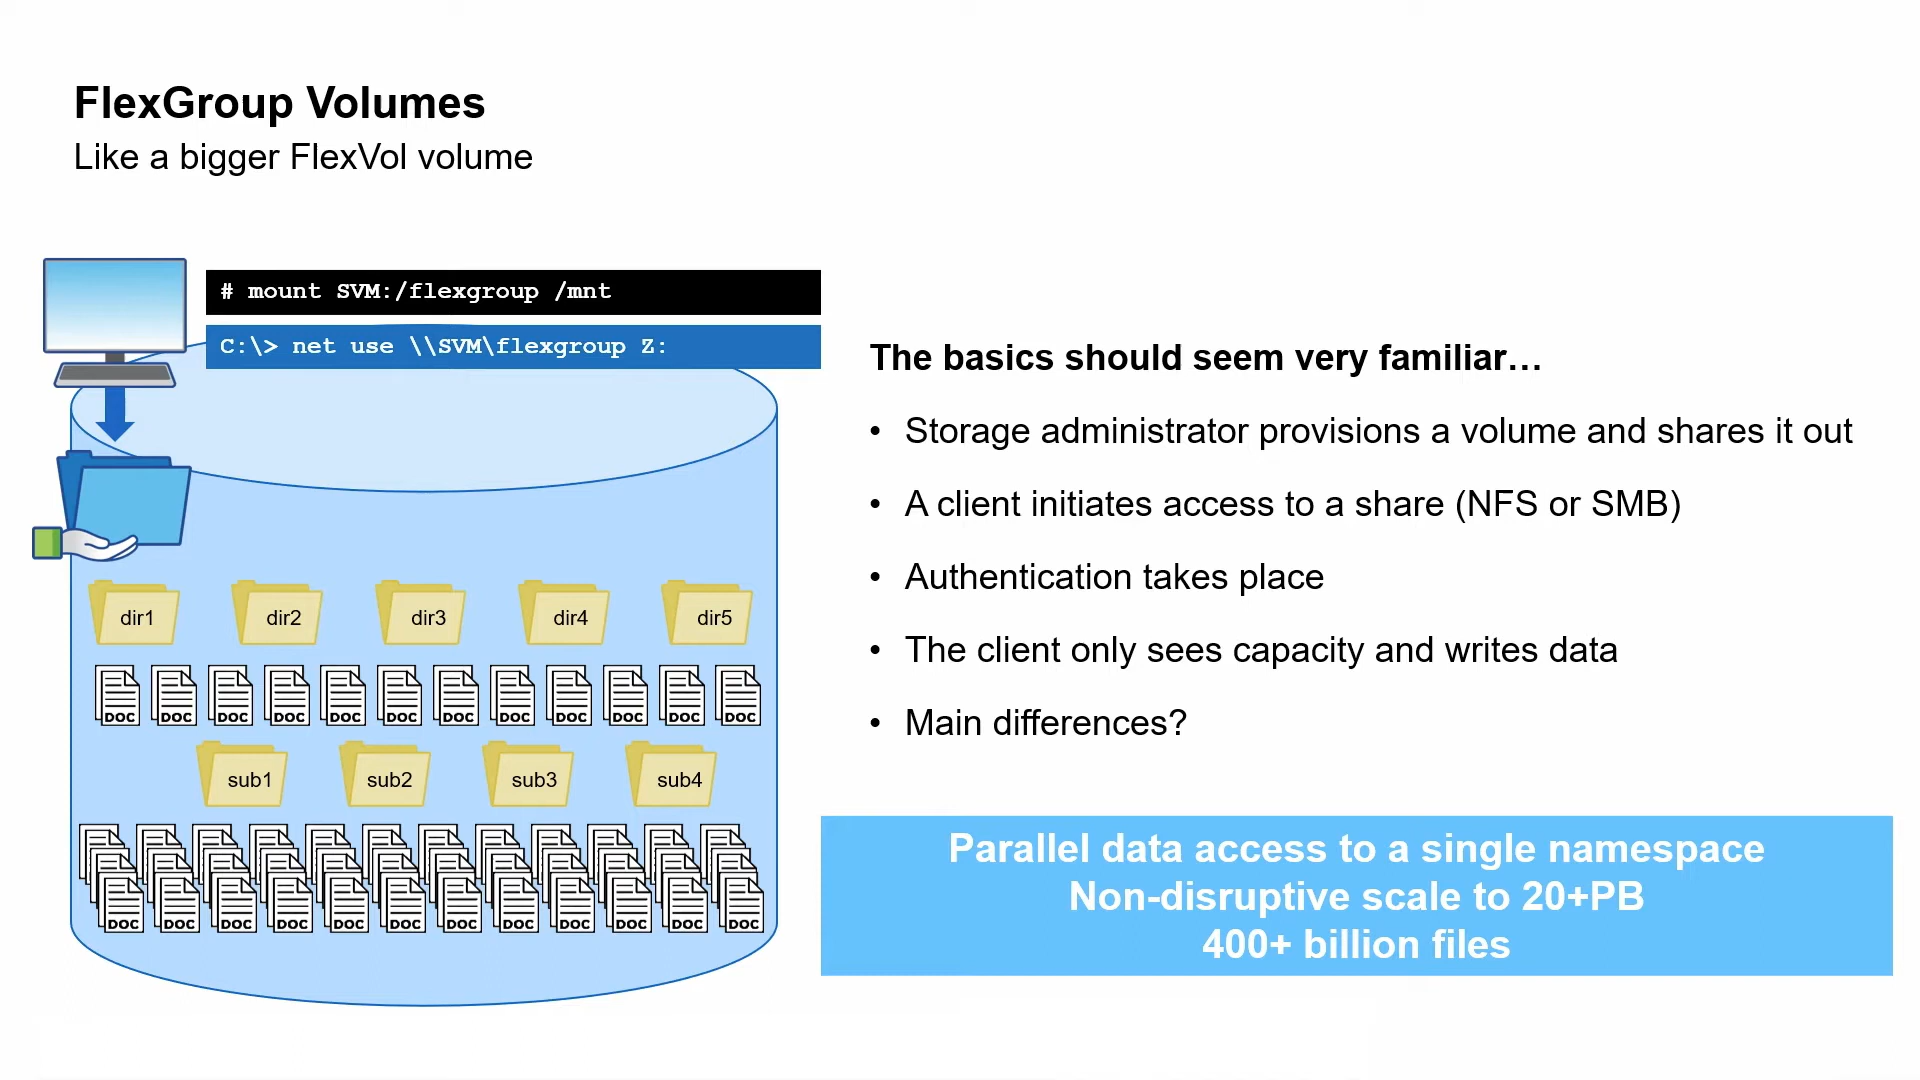 FlexGroup Volumes
Like a bigger FlexVol volume
# mount SVM:/flexgroup /mnt
C:\> net use \\SVM\flexgroup Z:
dir1 dir2 dir3 dir4 dir5
DOC DOC DOC DOC DOC DOC DOC DOC DOC DOC DOC DOC
sub1 sub2 sub3 sub4
DOC DOC DOC DOC DOC DOC DOC DOC DOC DOC DOC DOC
The basics should seem very familiar…
• Storage administrator provisions a volume and shares it out
• A client initiates access to a share (NFS or SMB)
• Authentication takes place
• The client only sees capacity and writes data
• Main differences?
Parallel data access to a single namespace
Non-disruptive scale to 20+PB
400+ billion files